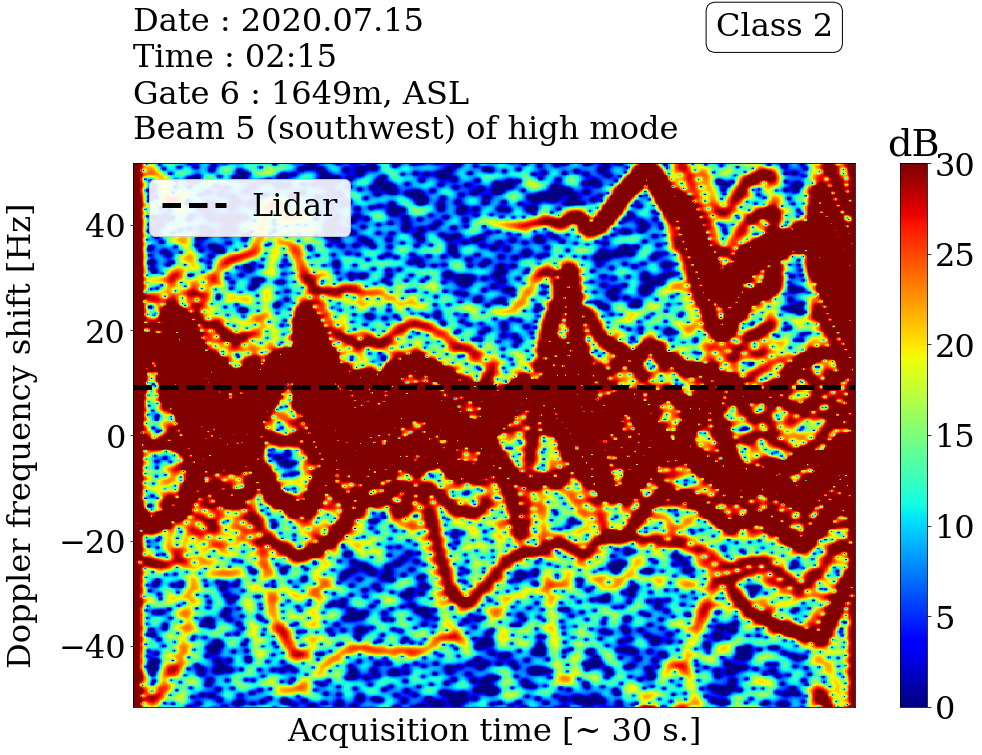 Date : 2020.07.15
Time : 02:15
Gate 6 : 1649m, ASL
Beam 5 (southwest) of high mode
Class 2
dB
Lidar
Doppler frequency shift [Hz]
40
20
0
−20
−40
30
25
20
15
10
5
0
Acquisition time [~ 30 s.]